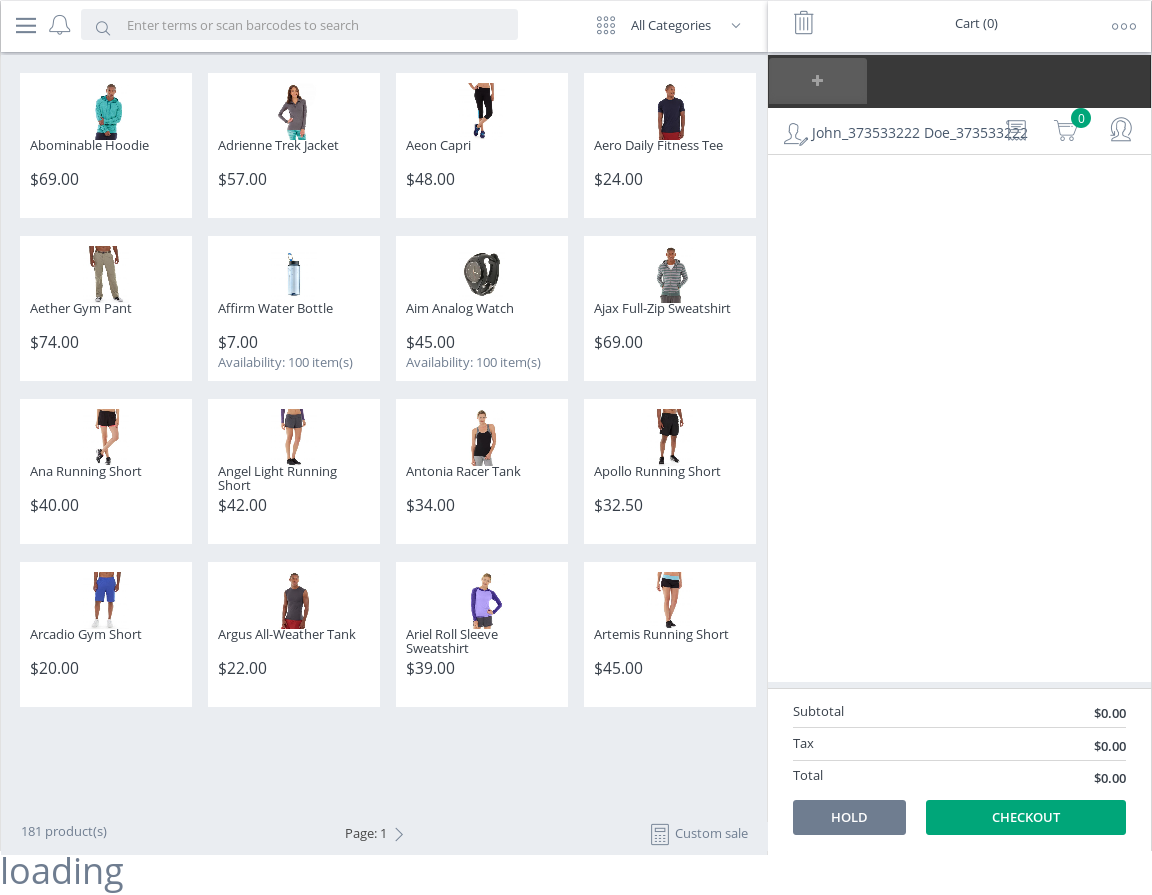 Enter terms or scan barcodes to search
All Categories
Cart (0)
Abominable Hoodie
$69.00
Adrienne Trek Jacket
$57.00
Aeon Capri
$48.00
Aero Daily Fitness Tee
$24.00
+
John_373533222 Doe_373533222
0
Aether Gym Pant
$74.00
Affirm Water Bottle
$7.00
Availability: 100 item(s)
Aim Analog Watch
$45.00
Availability: 100 item(s)
Ajax Full-Zip Sweatshirt
$69.00
Ana Running Short
$40.00
Angel Light Running
Short
$42.00
Antonia Racer Tank
$34.00
Apollo Running Short
$32.50
Arcadio Gym Short
$20.00
Argus All-Weather Tank
$22.00
Ariel Roll Sleeve
Sweatshirt
$39.00
Artemis Running Short
$45.00
Subtotal $0.00
Tax $0.00
Total $0.00
HOLD
CHECKOUT
181 product(s)
Page: 1
Custom sale
loading